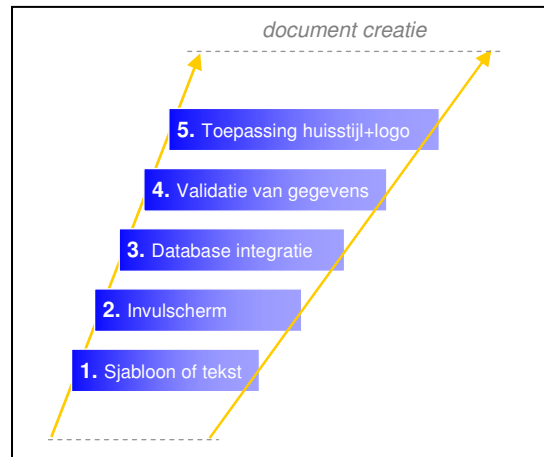 document creatie
5. Toepassing huisstijl+logo
4. Validatie van gegevens
3. Database integratie
2. Invulscherm
1. Sjabloon of tekst